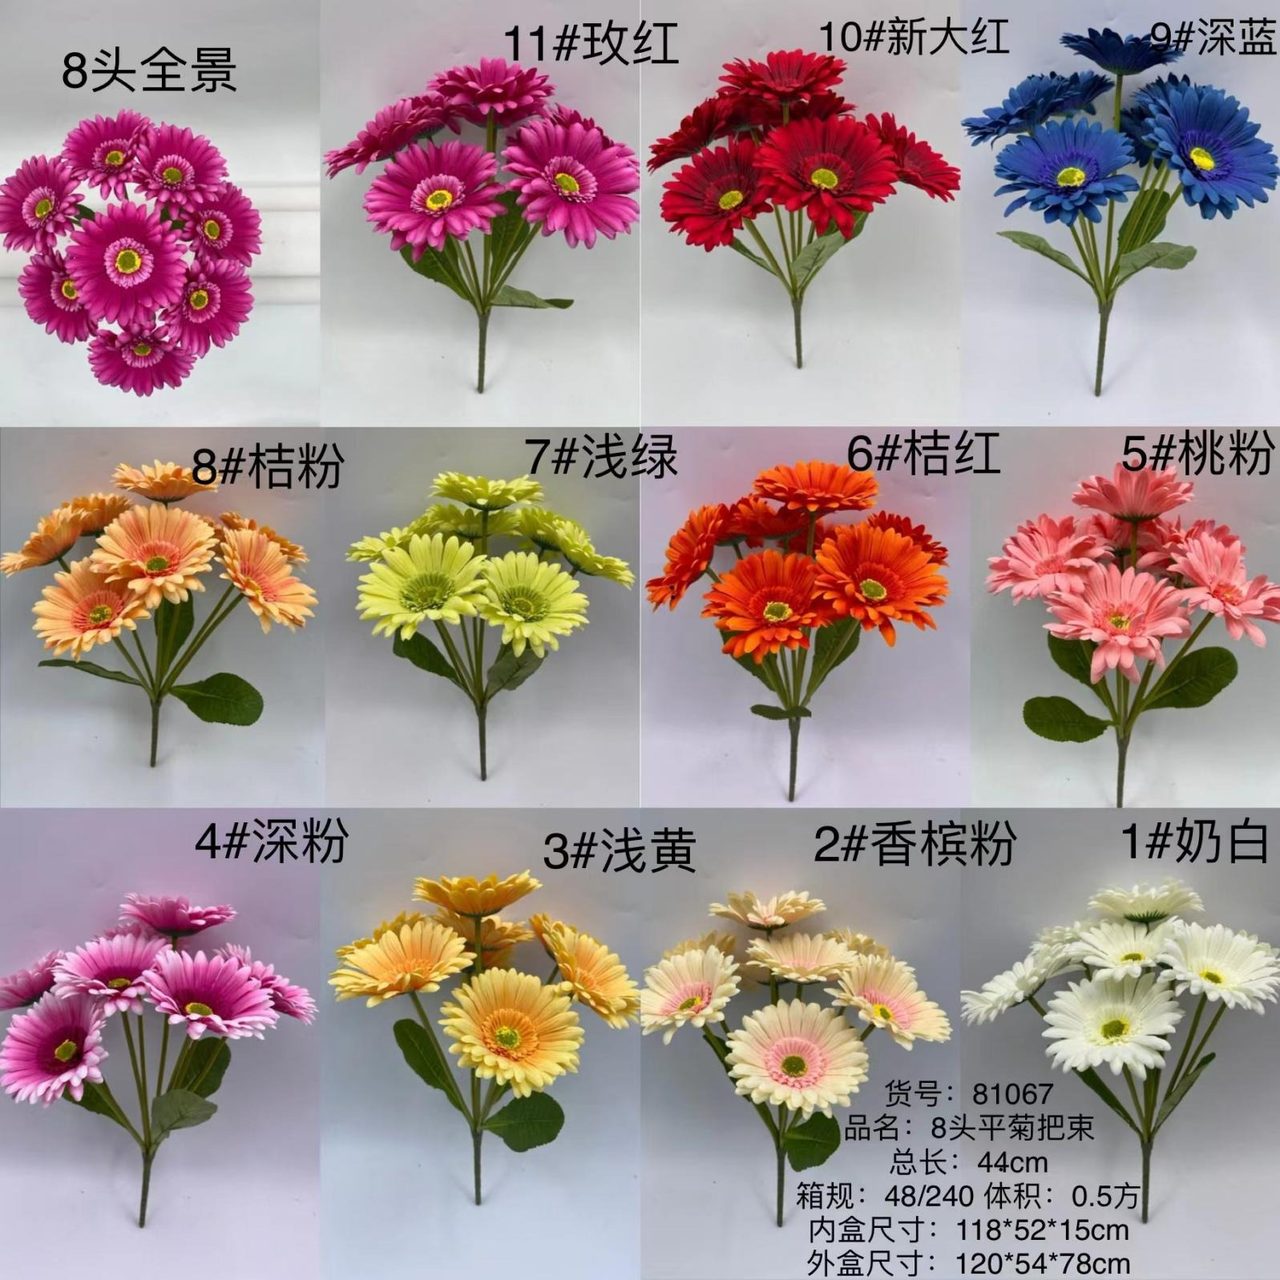 8头全景
11#玫红
10#新大红
9#深蓝
8#桔粉
7#浅绿
6#桔红
5#桃粉
4#深粉
3#浅黄
2#香槟粉
1#奶白
货号：81067
品名：8头平菊把束
总长：44cm
箱规：48/240 体积：0.5方
内盒尺寸：118*52*15cm
外盒尺寸：120*54*78cm